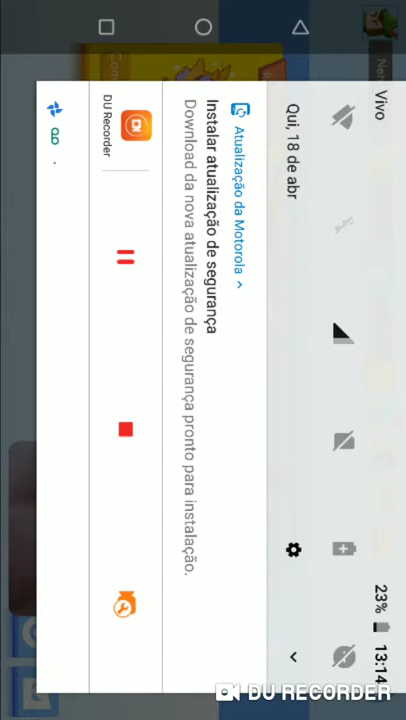 Vivo
23%
13:14
Qui, 18 de abr
Atualização da Motorola
Instalar atualização de segurança
Download da nova atualização de segurança pronto para instalação.
DU Recorder
DU RECORDER